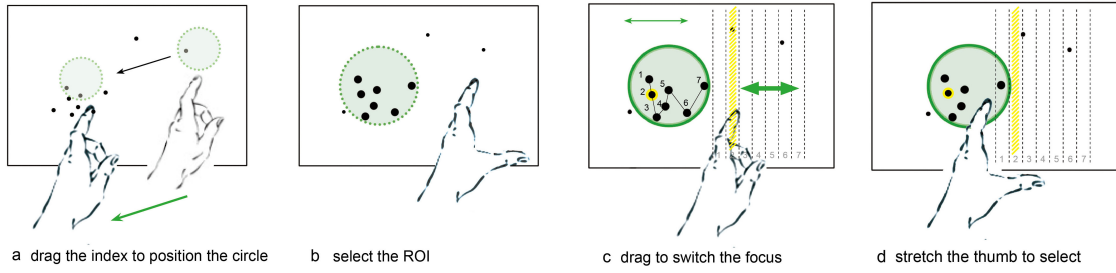 1
2
3
4
5
6
7
1 2 3 4 5 6 7
1 2 3 4 5 6 7
a drag the index to position the circle
b select the ROI
c drag to switch the focus
d stretch the thumb to select